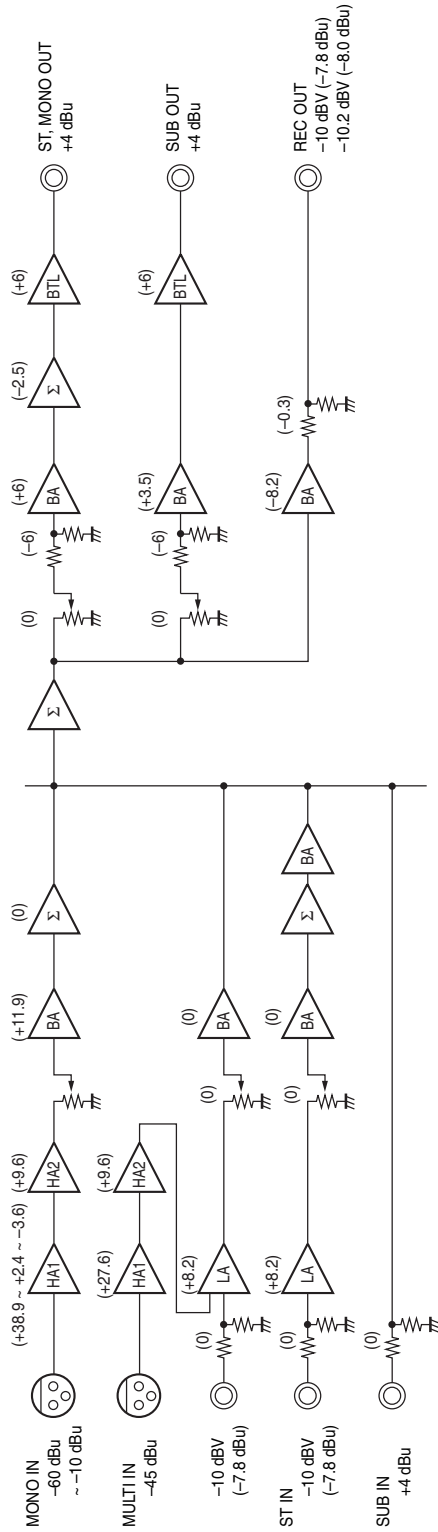 MONO IN
–60 dBu
~ –10 dBu
(+38.9 ~ +2.4 ~ –3.6)
HA1
(+9.6)
HA2
(+11.9)
BA
(0)
Σ
Σ
(0)
(–6)
(+6)
BA
(–2.5)
Σ
(+6)
BTL
ST, MONO OUT
+4 dBu
MULTI IN
–45 dBu
(+27.6)
HA1
(+9.6)
HA2
(0)
(–6)
(+3.5)
BA
(+6)
BTL
SUB OUT
+4 dBu
–10 dBV
(–7.8 dBu)
(0)
(+8.2)
LA
(0)
(0)
BA
(–8.2)
BA
(–0.3)
REC OUT
–10 dBV (–7.8 dBu)
–10.2 dBV (–8.0 dBu)
ST IN
–10 dBV
(–7.8 dBu)
(0)
(+8.2)
LA
(0)
(0)
BA
Σ
BA
SUB IN
+4 dBu
(0)